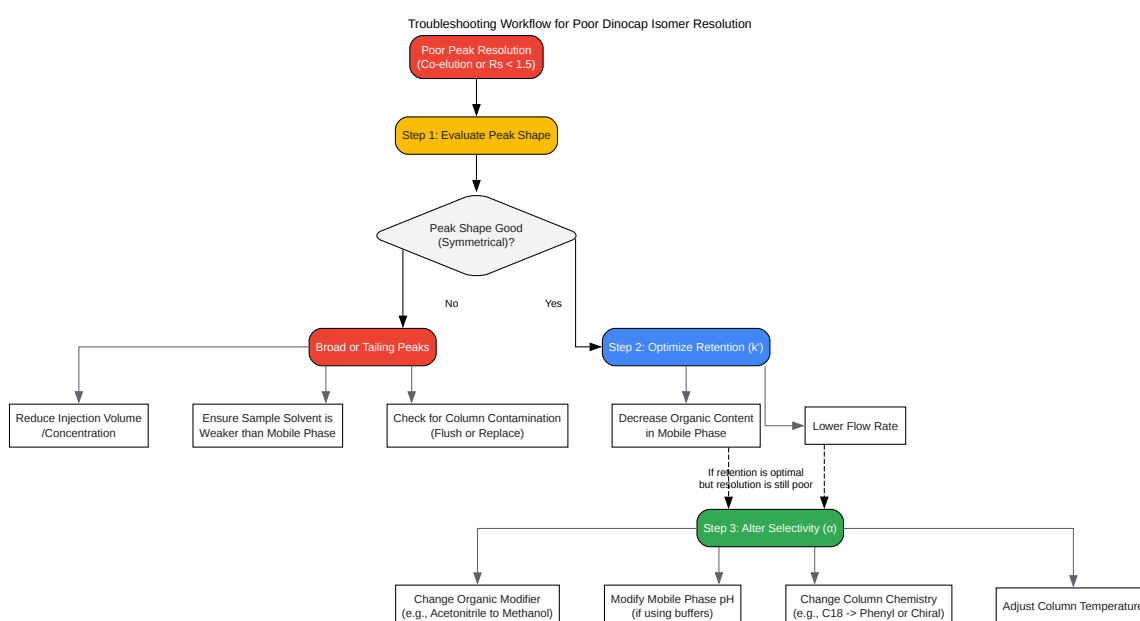 Troubleshooting Workflow for Poor Dinocap Isomer Resolution
Poor Peak Resolution
(Co-elution or Rs < 1.5)
Step 1: Evaluate Peak Shape
Peak Shape Good
(Symmetrical)?
No
Yes
Broad or Tailing Peaks
Step 2: Optimize Retention (k')
Reduce Injection Volume
/Concentration
Ensure Sample Solvent is
Weaker than Mobile Phase
Check for Column Contamination
(Flush or Replace)
Decrease Organic Content
in Mobile Phase
Lower Flow Rate
If retention is optimal
but resolution is still poor
Step 3: Alter Selectivity (α)
Change Organic Modifier
(e.g., Acetonitrile to Methanol)
Modify Mobile Phase pH
(if using buffers)
Change Column Chemistry
(e.g., C18 -> Phenyl or Chiral)
Adjust Column Temperature